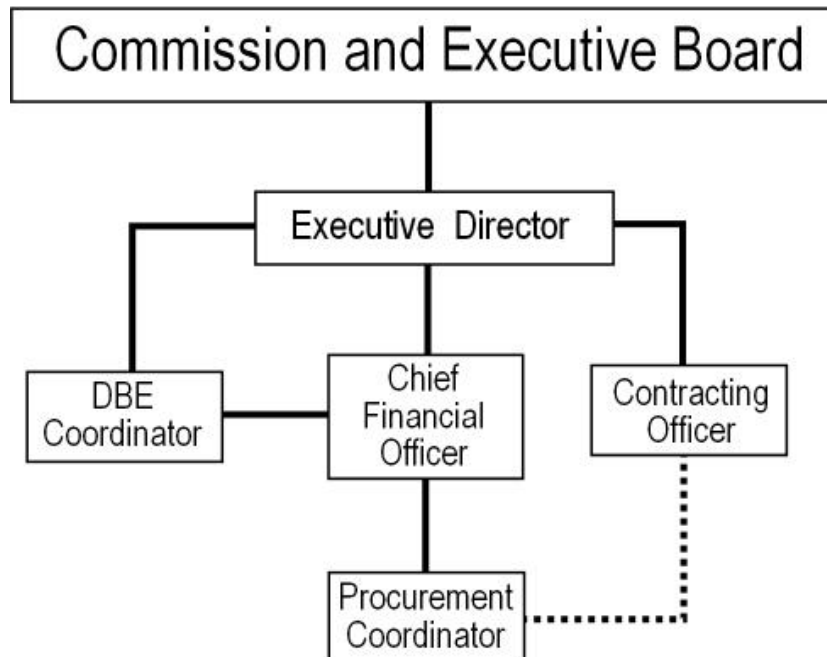 Commission and Executive Board
Executive Director
DBE
Coordinator
Chief
Financial
Officer
Contracting
Officer
Procurement
Coordinator